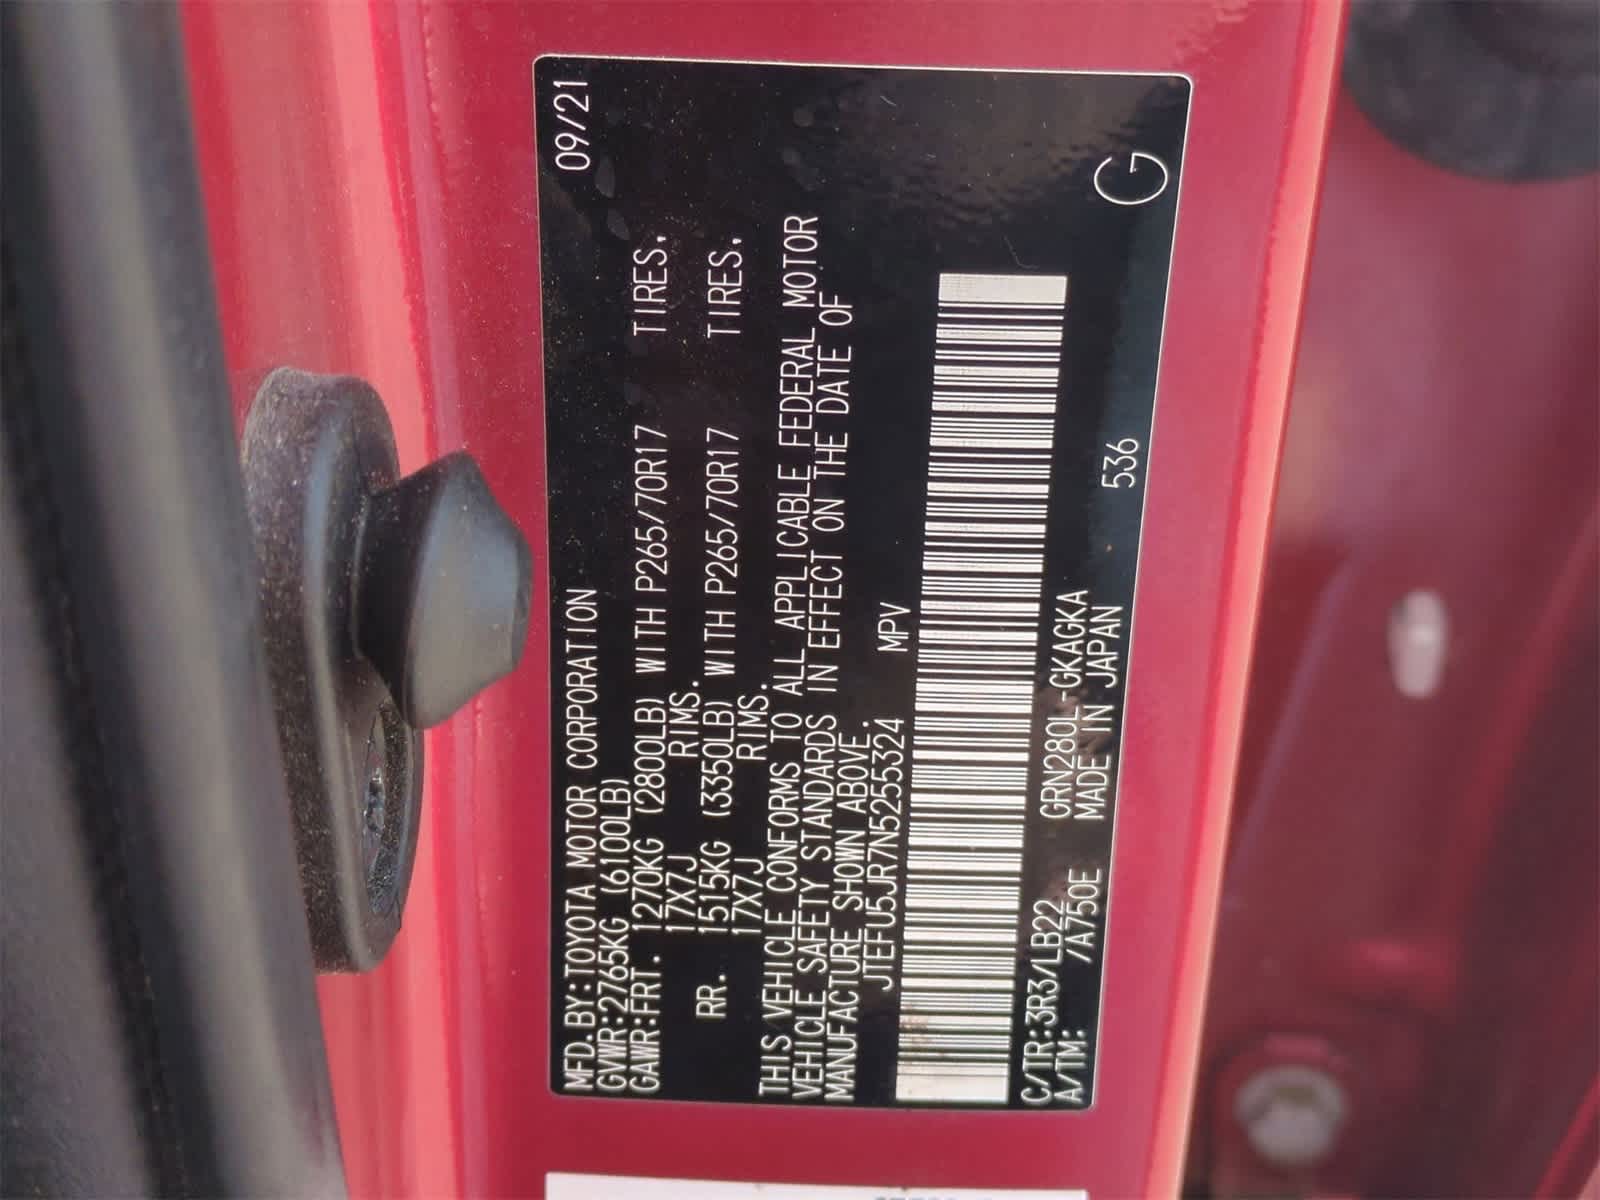 MFD.BY:TOYOTA MOTOR CORPORATION 09/21
GVWR:2765KG (6100LB)
GAWR:FRT. 1270KG (2800LB) WITH P265/70R17 TIRES,
17X7J RIMS.
RR. 1515KG (3350LB) WITH P265/70R17 TIRES,
17X7J RIMS.
THIS VEHICLE CONFORMS TO ALL APPLICABLE FEDERAL MOTOR
VEHICLE SAFETY STANDARDS IN EFFECT ON THE DATE OF
MANUFACTURE SHOWN ABOVE.
JTEFU5JR7N5255324 MPV
C/TR:3R3/LB22 GRN280L-GKAGKA
A/TM: /A750E MADE IN JAPAN 536 G